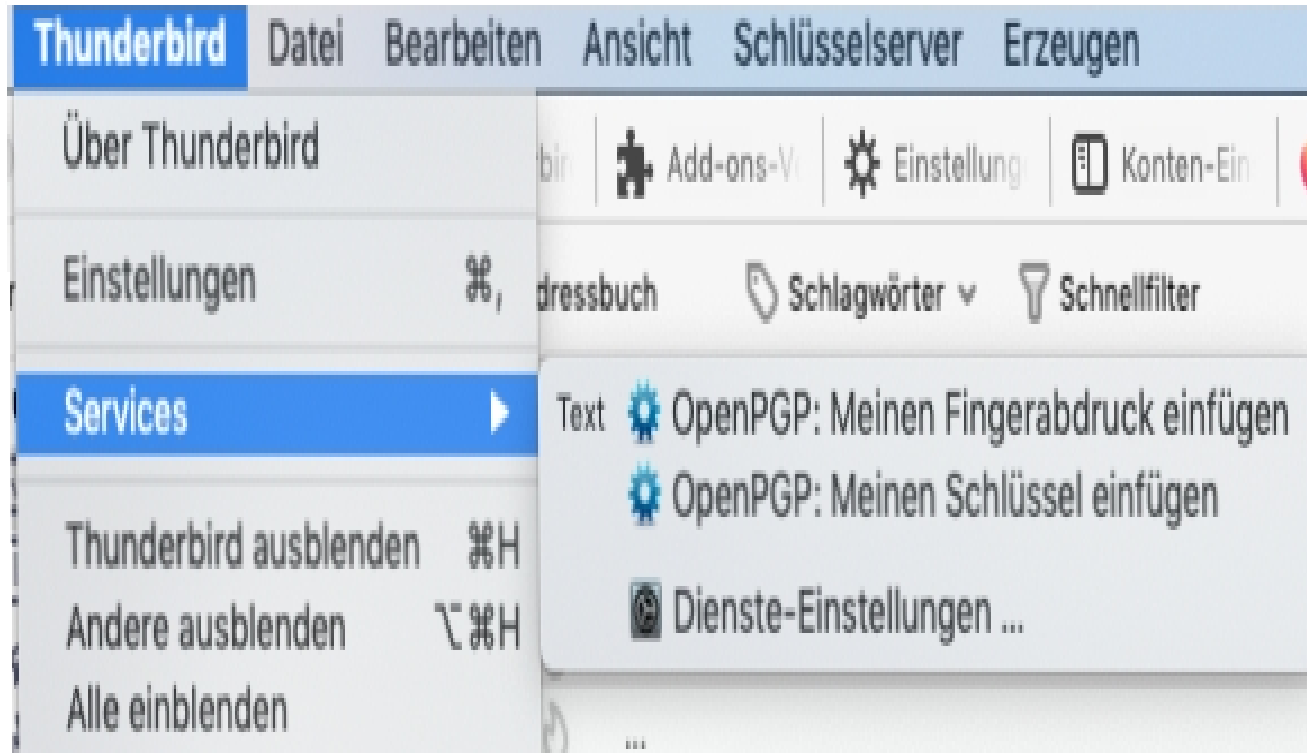 Thunderbird Datei Bearbeiten Ansicht Schlüsselserver Erzeugen
Über Thunderbird
Add-ons-V Einstellung Konten-Ein
Einstellungen ⌘,
dressbuch Schlagwörter Schnellfilter
Services
Text OpenPGP: Meinen Fingerabdruck einfügen
OpenPGP: Meinen Schlüssel einfügen
Dienste-Einstellungen ...
Thunderbird ausblenden ⌘H
Andere ausblenden ⌥⌘H
Alle einblenden
...